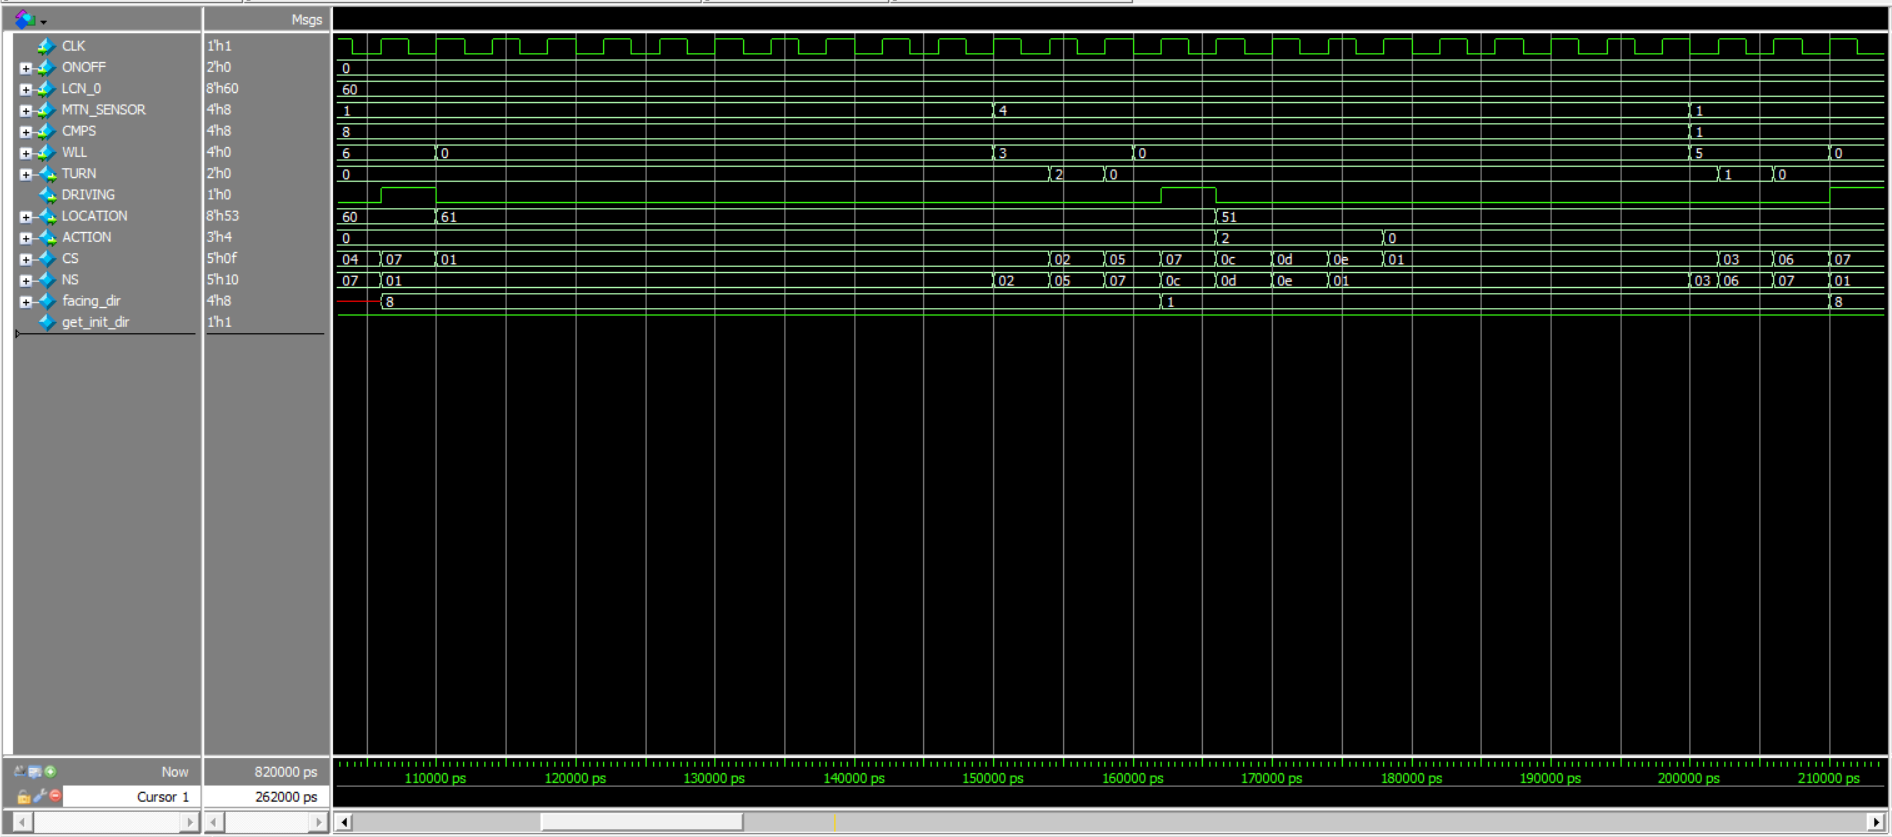 Msgs
CLK 1'h1
ONOFF 2'h0 0
LCN_0 8'h60 60
MTN_SENSOR 4'h8 1 4 1
CMPS 4'h8 8 1
WLL 4'h0 6 0 3 0 5 0
TURN 2'h0 0 2 0 1 0
DRIVING 1'h0
LOCATION 8'h53 60 61 51
ACTION 3'h4 0 2 0
CS 5'h0f 04 07 01 02 05 07 0c 0d 0e 01 03 06 07
NS 5'h10 07 01 02 05 07 0c 0d 0e 01 03 06 07 01
facing_dir 4'h8 8 1 8
get_init_dir 1'h1
Now 820000 ps 110000 ps 120000 ps 130000 ps 140000 ps 150000 ps 160000 ps 170000 ps 180000 ps 190000 ps 200000 ps 210000 ps
Cursor 1 262000 ps